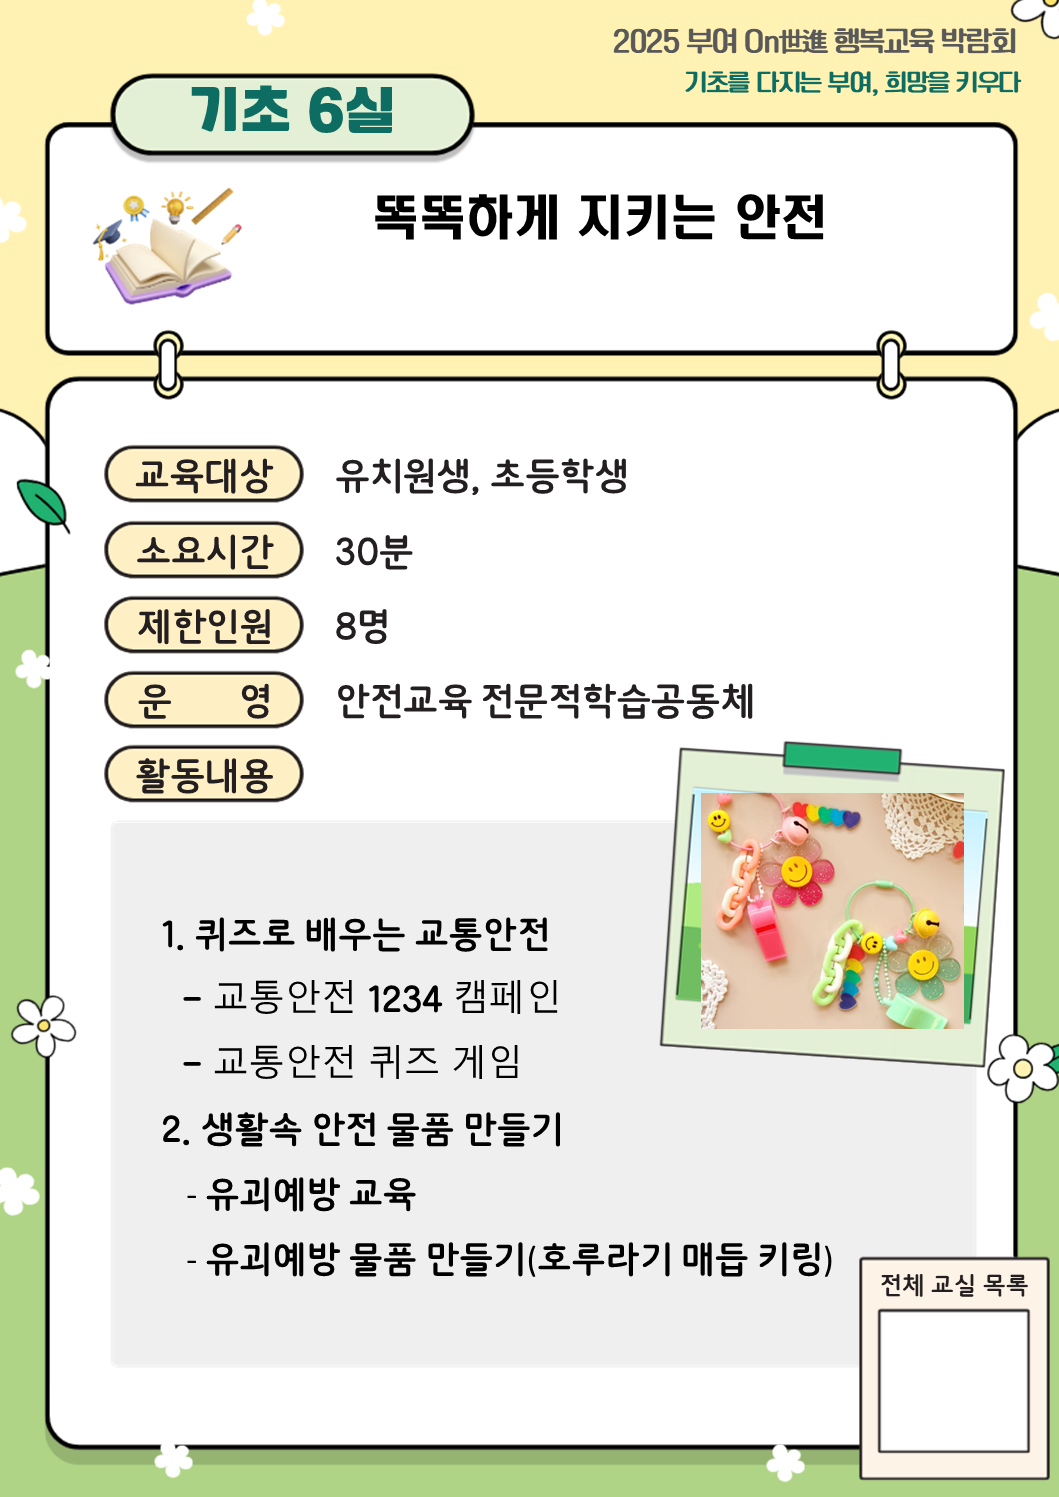 2025 부여 On世進 행복교육 박람회
기초를 다지는 부여, 희망을 키우다
기초 6실
똑똑하게 지키는 안전
교육대상 유치원생, 초등학생
소요시간 30분
제한인원 8명
운 영 안전교육 전문적학습공동체
활동내용
1. 퀴즈로 배우는 교통안전
- 교통안전 1234 캠페인
- 교통안전 퀴즈 게임
2. 생활속 안전 물품 만들기
- 유괴예방 교육
- 유괴예방 물품 만들기(호루라기 매듭 키링)
전체 교실 목록